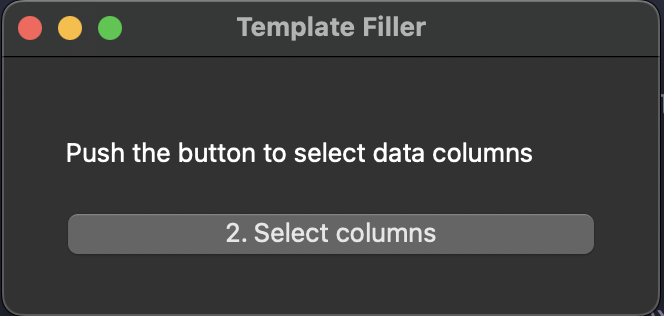 Template Filler
Push the button to select data columns
2. Select columns